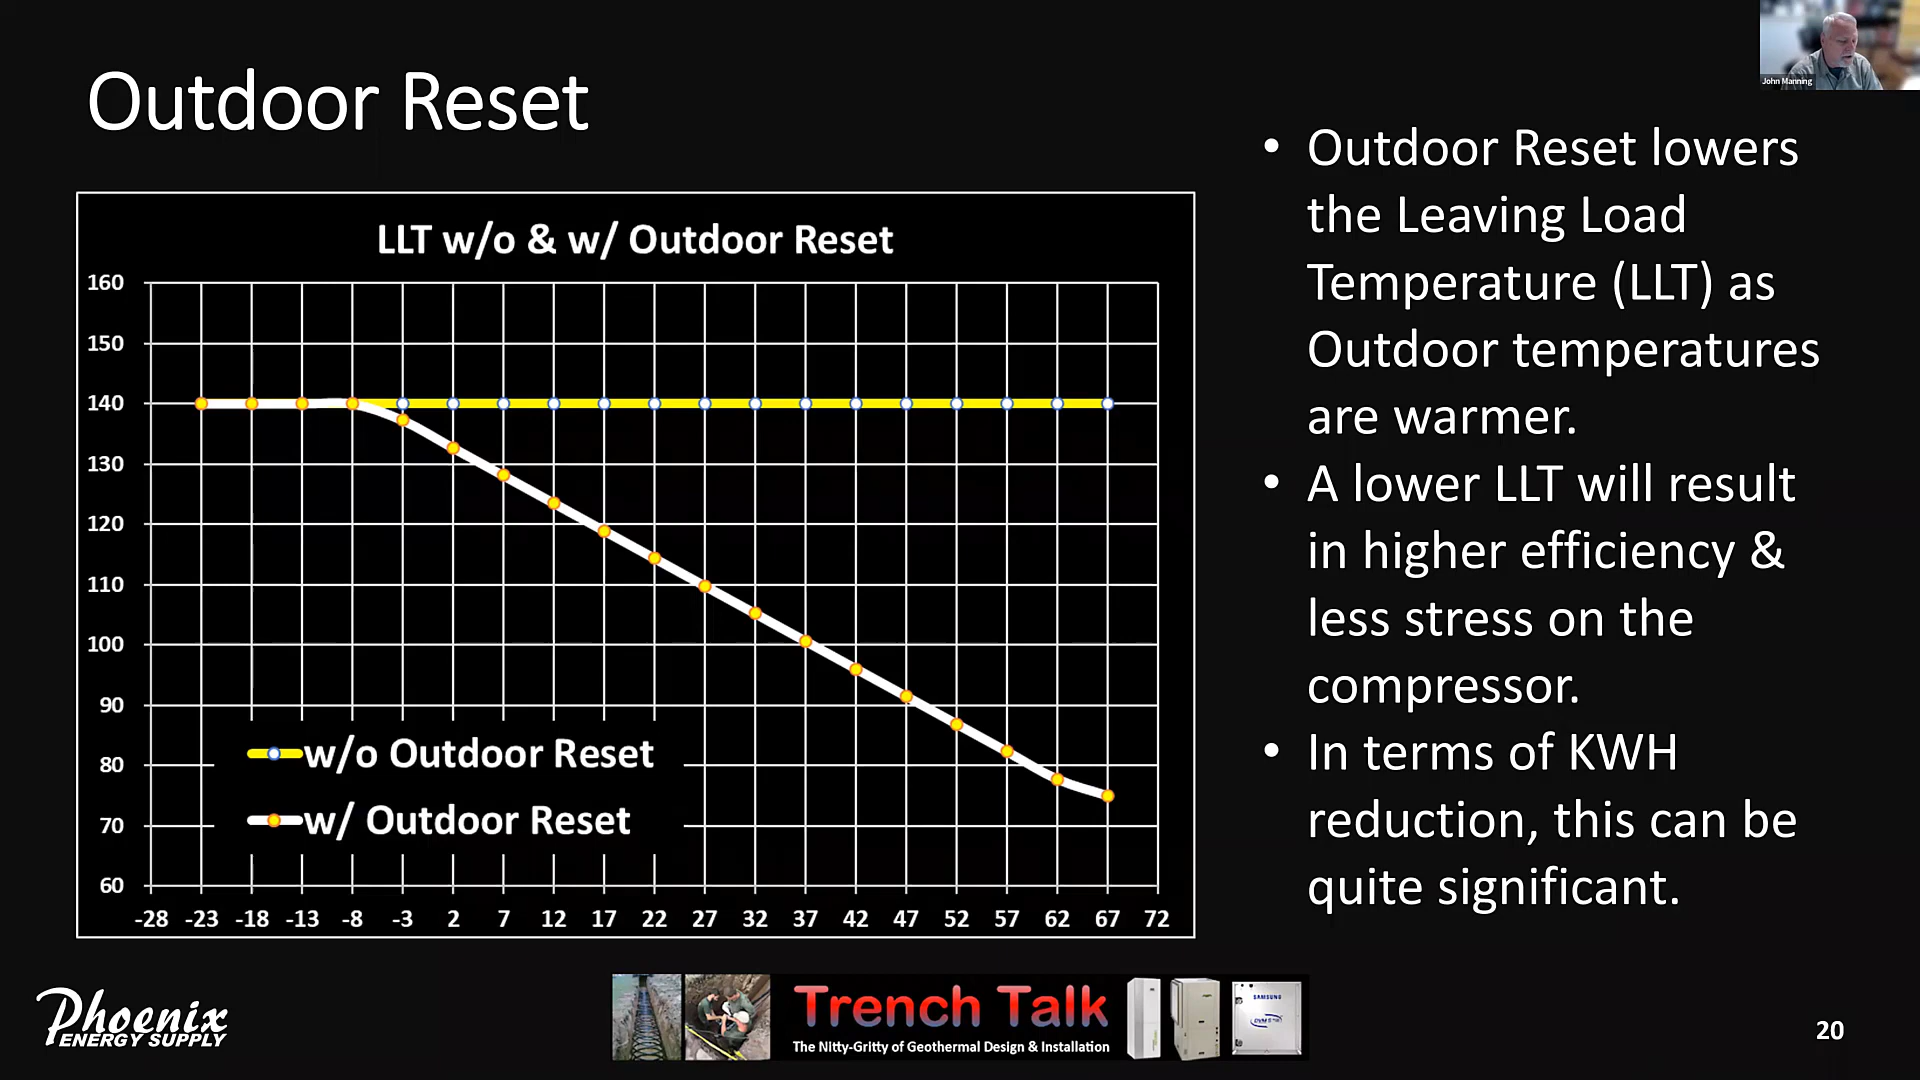 John Manning
Outdoor Reset
LLT w/o & w/ Outdoor Reset
160
150
140
130
120
110
100
90
80
70
60
w/o Outdoor Reset
w/ Outdoor Reset
-28 -23 -18 -13 -8 -3 2 7 12 17 22 27 32 37 42 47 52 57 62 67 72
• Outdoor Reset lowers
the Leaving Load
Temperature (LLT) as
Outdoor temperatures
are warmer.
• A lower LLT will result
in higher efficiency &
less stress on the
compressor.
• In terms of KWH
reduction, this can be
quite significant.
Phoenix
ENERGY SUPPLY
Trench Talk
The Nitty-Gritty of Geothermal Design & Installation
SAMSUNG
20